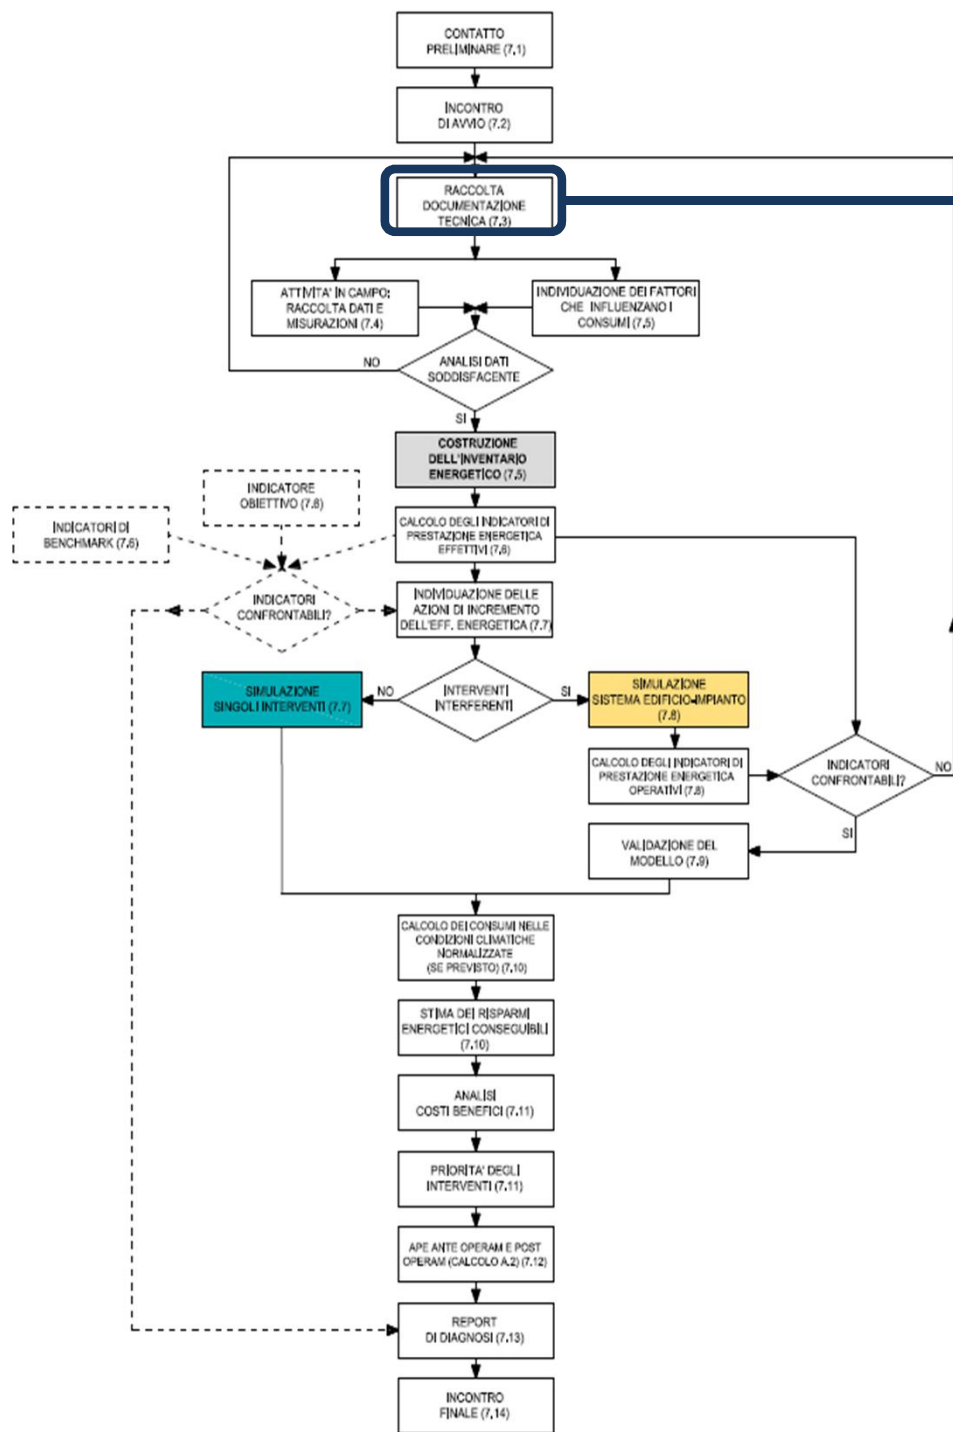 CONTATTO
PRELIMINARE (7.1)
INCONTRO
DI AVVIO (7.2)
RACCOLTA
DOCUMENTAZIONE
TECNICA (7.3)
ATTIVITA' IN CAMPO:
RACCOLTA DATI E
MISURAZIONI (7.4)
INDIVIDUAZIONE DEI FATTORI
CHE INFLUENZANO I
CONSUMI (7.5)
NO
ANALISI DATI
SODDISFACENTE
SI
COSTRUZIONE
DELL'INVENTARIO
ENERGETICO (7.5)
INDICATORE
OBIETTIVO (7.6)
INDICATORI DI
BENCHMARK (7.6)
CALCOLO DEGLI INDICATORI DI
PRESTAZIONE ENERGETICA
EFFETTIVI (7.6)
INDICATORI
CONFRONTABILI?
INDIVIDUAZIONE DELLE
AZIONI DI INCREMENTO
DELL'EFF. ENERGETICA (7.7)
SIMULAZIONE
SINGOLI INTERVENTI (7.7)
NO
INTERVENTI
INTERFERENTI
SI
SIMULAZIONE
SISTEMA EDIFICIO-IMPIANTO
(7.8)
CALCOLO DEGLI INDICATORI DI
PRESTAZIONE ENERGETICA
OPERATIVI (7.8)
INDICATORI
CONFRONTABILI?
NO
SI
VALIDAZIONE DEL
MODELLO (7.9)
CALCOLO DEI CONSUMI NELLE
CONDIZIONI CLIMATICHE
NORMALIZZATE
(SE PREVISTO) (7.10)
STIMA DEI RISPARMI
ENERGETICI CONSEGUIBILI
(7.10)
ANALISI
COSTI BENEFICI (7.11)
PRIORITA' DEGLI
INTERVENTI (7.11)
APE ANTE OPERAM E POST
OPERAM (CALCOLO A.2) (7.12)
REPORT
DI DIAGNOSI (7.13)
INCONTRO
FINALE (7.14)